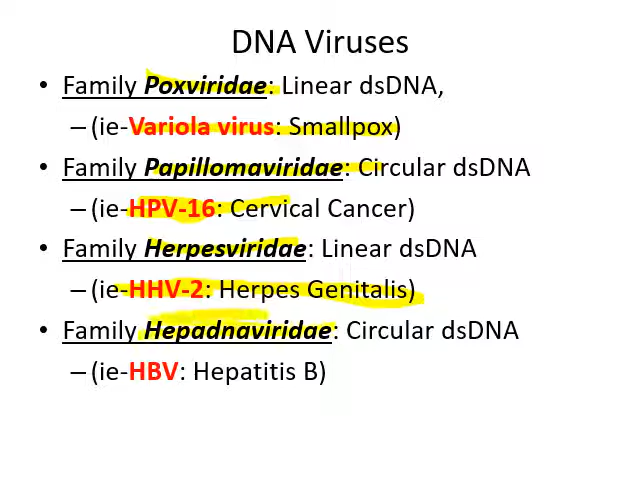 DNA Viruses
• Family Poxviridae: Linear dsDNA,
– (ie-Variola virus: Smallpox)
• Family Papillomaviridae: Circular dsDNA
– (ie-HPV-16: Cervical Cancer)
• Family Herpesviridae: Linear dsDNA
– (ie-HHV-2: Herpes Genitalis)
• Family Hepadnaviridae: Circular dsDNA
– (ie-HBV: Hepatitis B)